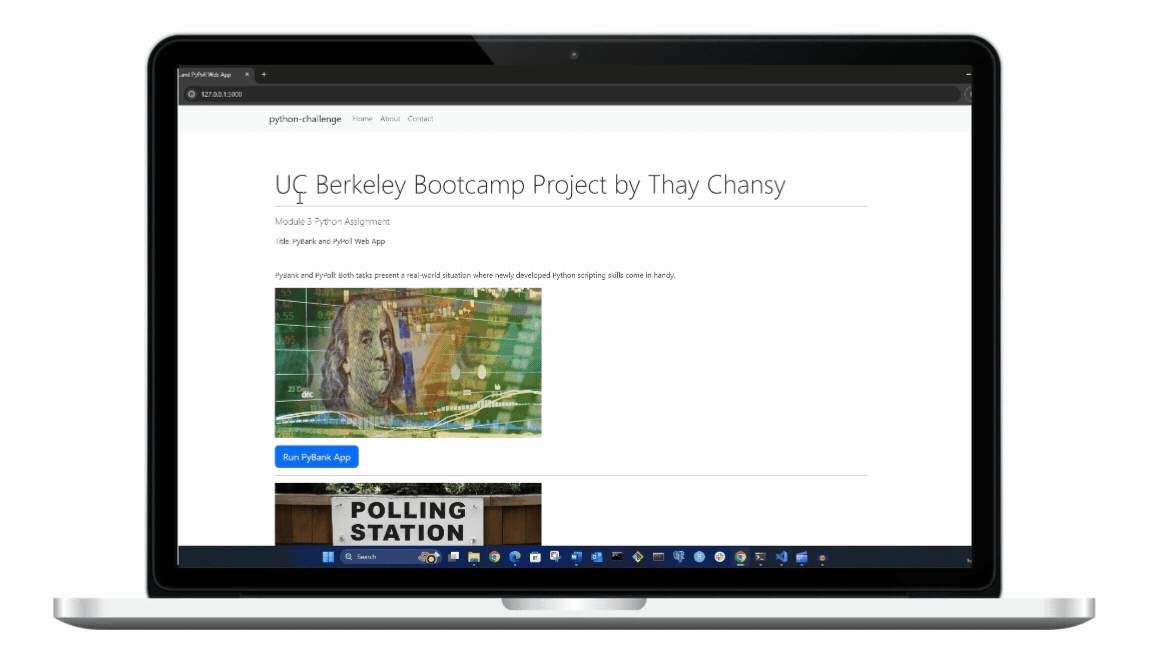 and PyPoll Web App
127.0.0.1:5000
python-challenge Home About Contact
UC Berkeley Bootcamp Project by Thay Chansy
Module 3 Python Assignment
Title: PyBank and PyPoll Web App
PyBank and PyPoll: Both tasks present a real-world situation where newly developed Python scripting skills come in handy.
Run PyBank App
POLLING
STATION
Search